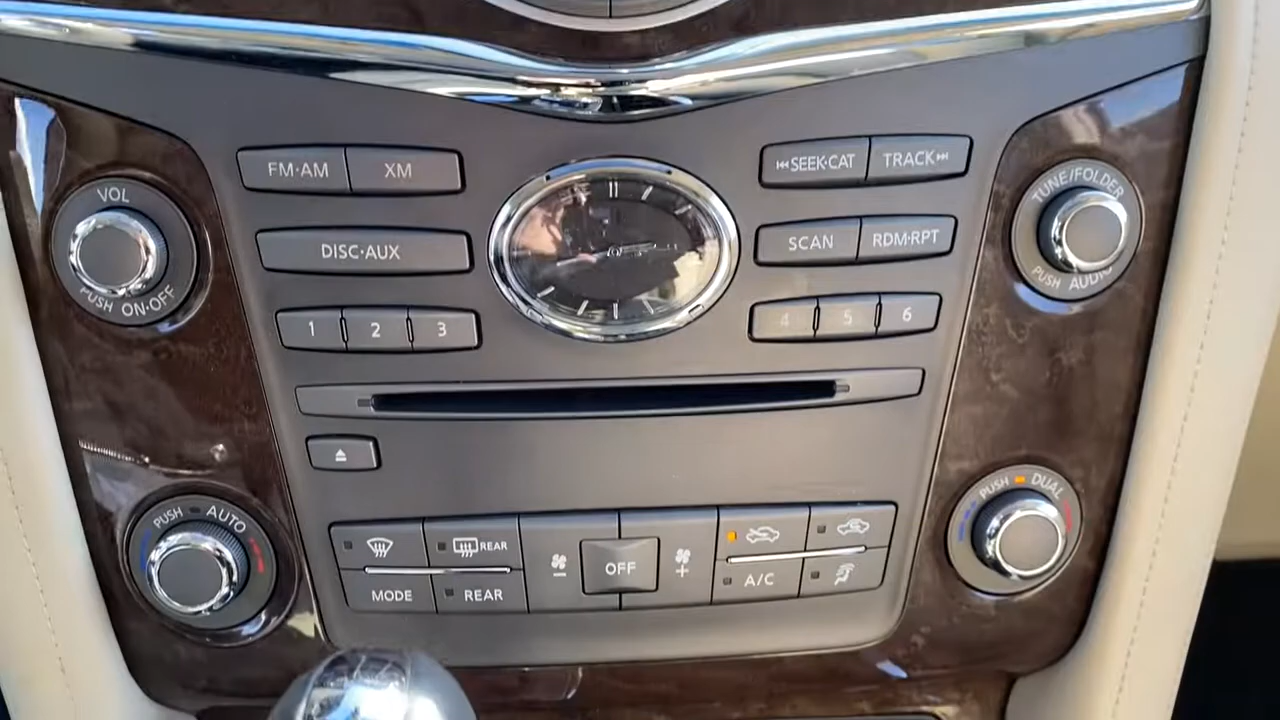 FM·AM
XM
VOL
PUSH ON·OFF
DISC·AUX
1
2
3
⏮SEEK·CAT
TRACK⏭
TUNE/FOLDER
PUSH AUDIO
SCAN
RDM·RPT
4
5
6
PUSH AUTO
REAR
MODE
REAR
−
OFF
+
A/C
PUSH DUAL